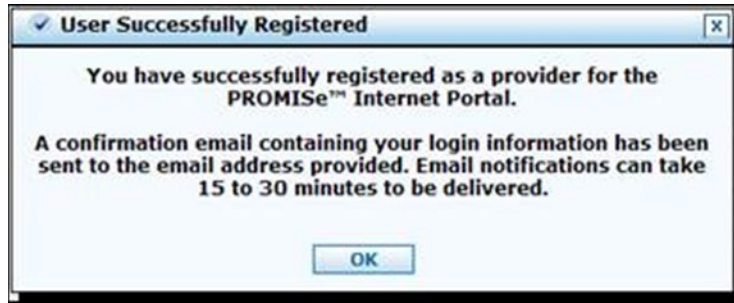 User Successfully Registered
x
You have successfully registered as a provider for the
PROMISe™ Internet Portal.
A confirmation email containing your login information has been
sent to the email address provided. Email notifications can take
15 to 30 minutes to be delivered.
OK